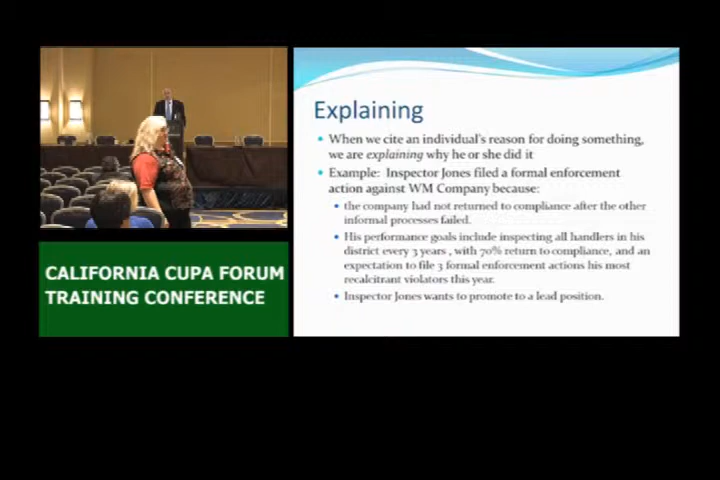 Explaining
When we cite an individual's reason for doing something,
we are explaining why he or she did it
Example: Inspector Jones filed a formal enforcement
action against WM Company because:
the company had not returned to compliance after the other
informal processes failed.
His performance goals include inspecting all handlers in his
district every 3 years , with 70% return to compliance, and an
expectation to file 3 formal enforcement actions his most
recalcitrant violators this year.
Inspector Jones wants to promote to a lead position.
CALIFORNIA CUPA FORUM
TRAINING CONFERENCE